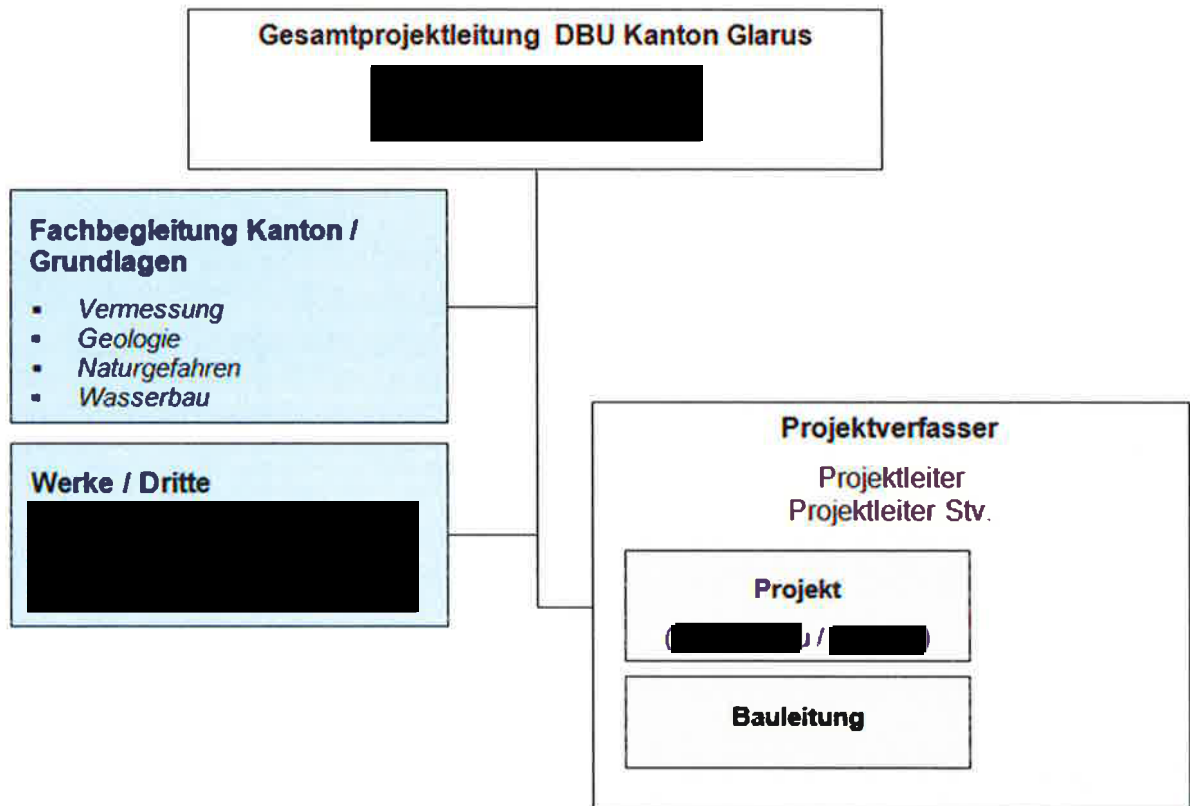 Gesamtprojektleitung DBU Kanton Glarus
Fachbegleitung Kanton /
Grundlagen
▪ Vermessung
▪ Geologie
▪ Naturgefahren
▪ Wasserbau
Werke / Dritte
Projektverfasser
Projektleiter
Projektleiter Stv.
Projekt
( / )
Bauleitung